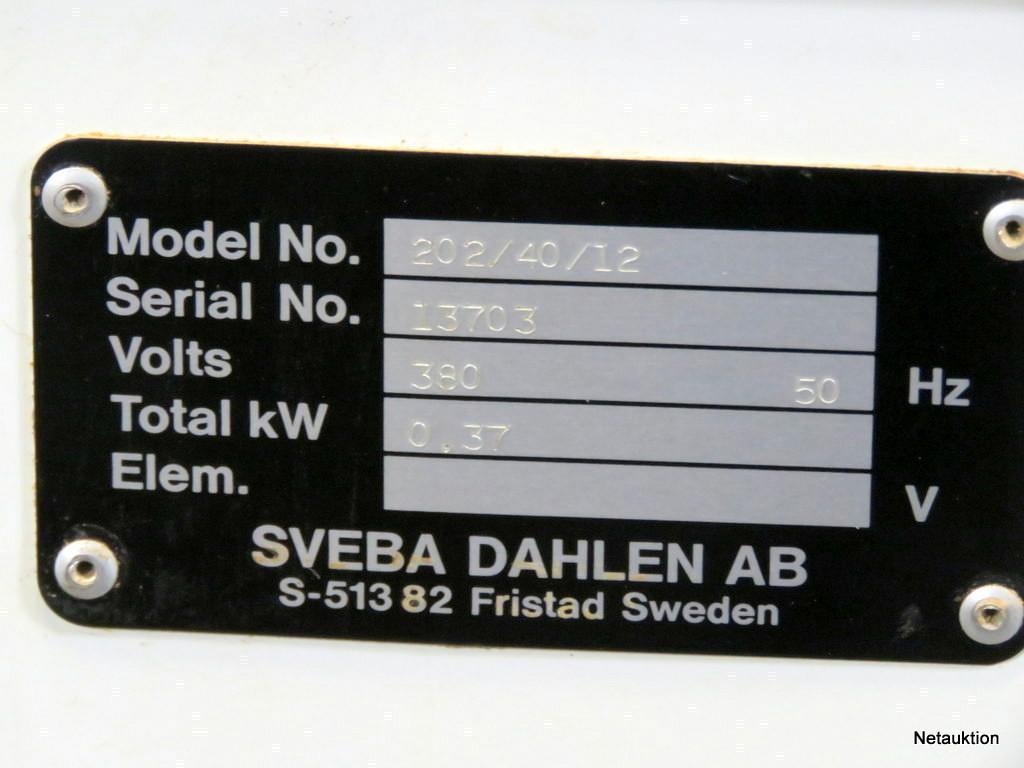 Model No. 202/40/12
Serial No. 13703
Volts 380 50 Hz
Total kW 0.37
Elem. V
SVEBA DAHLEN AB
S-513 82 Fristad Sweden
Netauktion